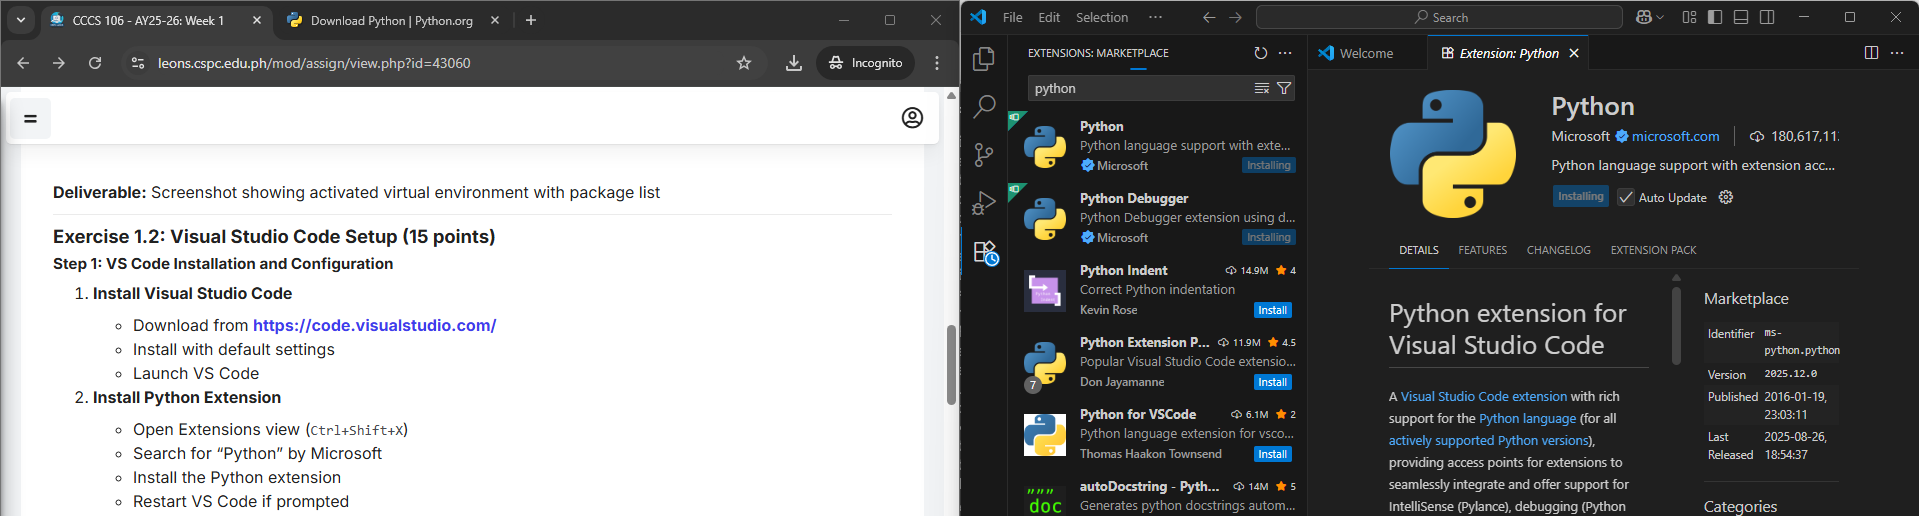 CCCS 106 - AY25-26: Week 1
Download Python | Python.org
leons.cspc.edu.ph/mod/assign/view.php?id=43060
Incognito
Deliverable: Screenshot showing activated virtual environment with package list
Exercise 1.2: Visual Studio Code Setup (15 points)
Step 1: VS Code Installation and Configuration
1. Install Visual Studio Code
Download from https://code.visualstudio.com/
Install with default settings
Launch VS Code
2. Install Python Extension
Open Extensions view (Ctrl+Shift+X)
Search for “Python” by Microsoft
Install the Python extension
Restart VS Code if prompted
File Edit Selection ···
Search
EXTENSIONS: MARKETPLACE
python
Python
Python language support with exte...
Microsoft
Installing
Python Debugger
Python Debugger extension using d...
Microsoft
Installing
Python Indent 14.9M 4
Correct Python indentation
Kevin Rose
Install
Python Extension P... 11.9M 4.5
Popular Visual Studio Code extensio...
7
Don Jayamanne
Install
Python for VSCode 6.1M 2
Python language extension for vsco...
Thomas Haakon Townsend
Install
autoDocstring - Pyth... 14M 5
Generates python docstrings autom...
"""
doc
Welcome
Extension: Python
Python
Microsoft microsoft.com 180,617,11
Python language support with extension acc...
Installing
Auto Update
DETAILS FEATURES CHANGELOG EXTENSION PACK
Python extension for
Visual Studio Code
A Visual Studio Code extension with rich
support for the Python language (for all
actively supported Python versions),
providing access points for extensions to
seamlessly integrate and offer support for
IntelliSense (Pylance), debugging (Python
Marketplace
Identifier ms-
python.python
Version 2025.12.0
Published 2016-01-19,
23:03:11
Last 2025-08-26,
Released 18:54:37
Categories